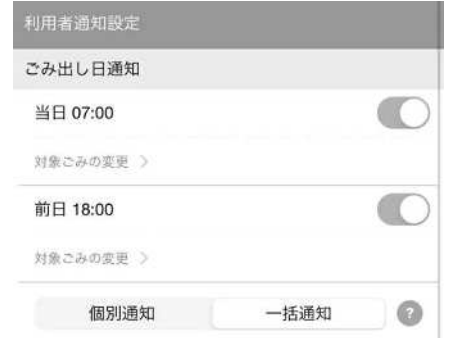 利用者通知設定
ごみ出し日通知
当日 07:00
対象ごみの変更 >
前日 18:00
対象ごみの変更 >
個別通知 一括通知 ?